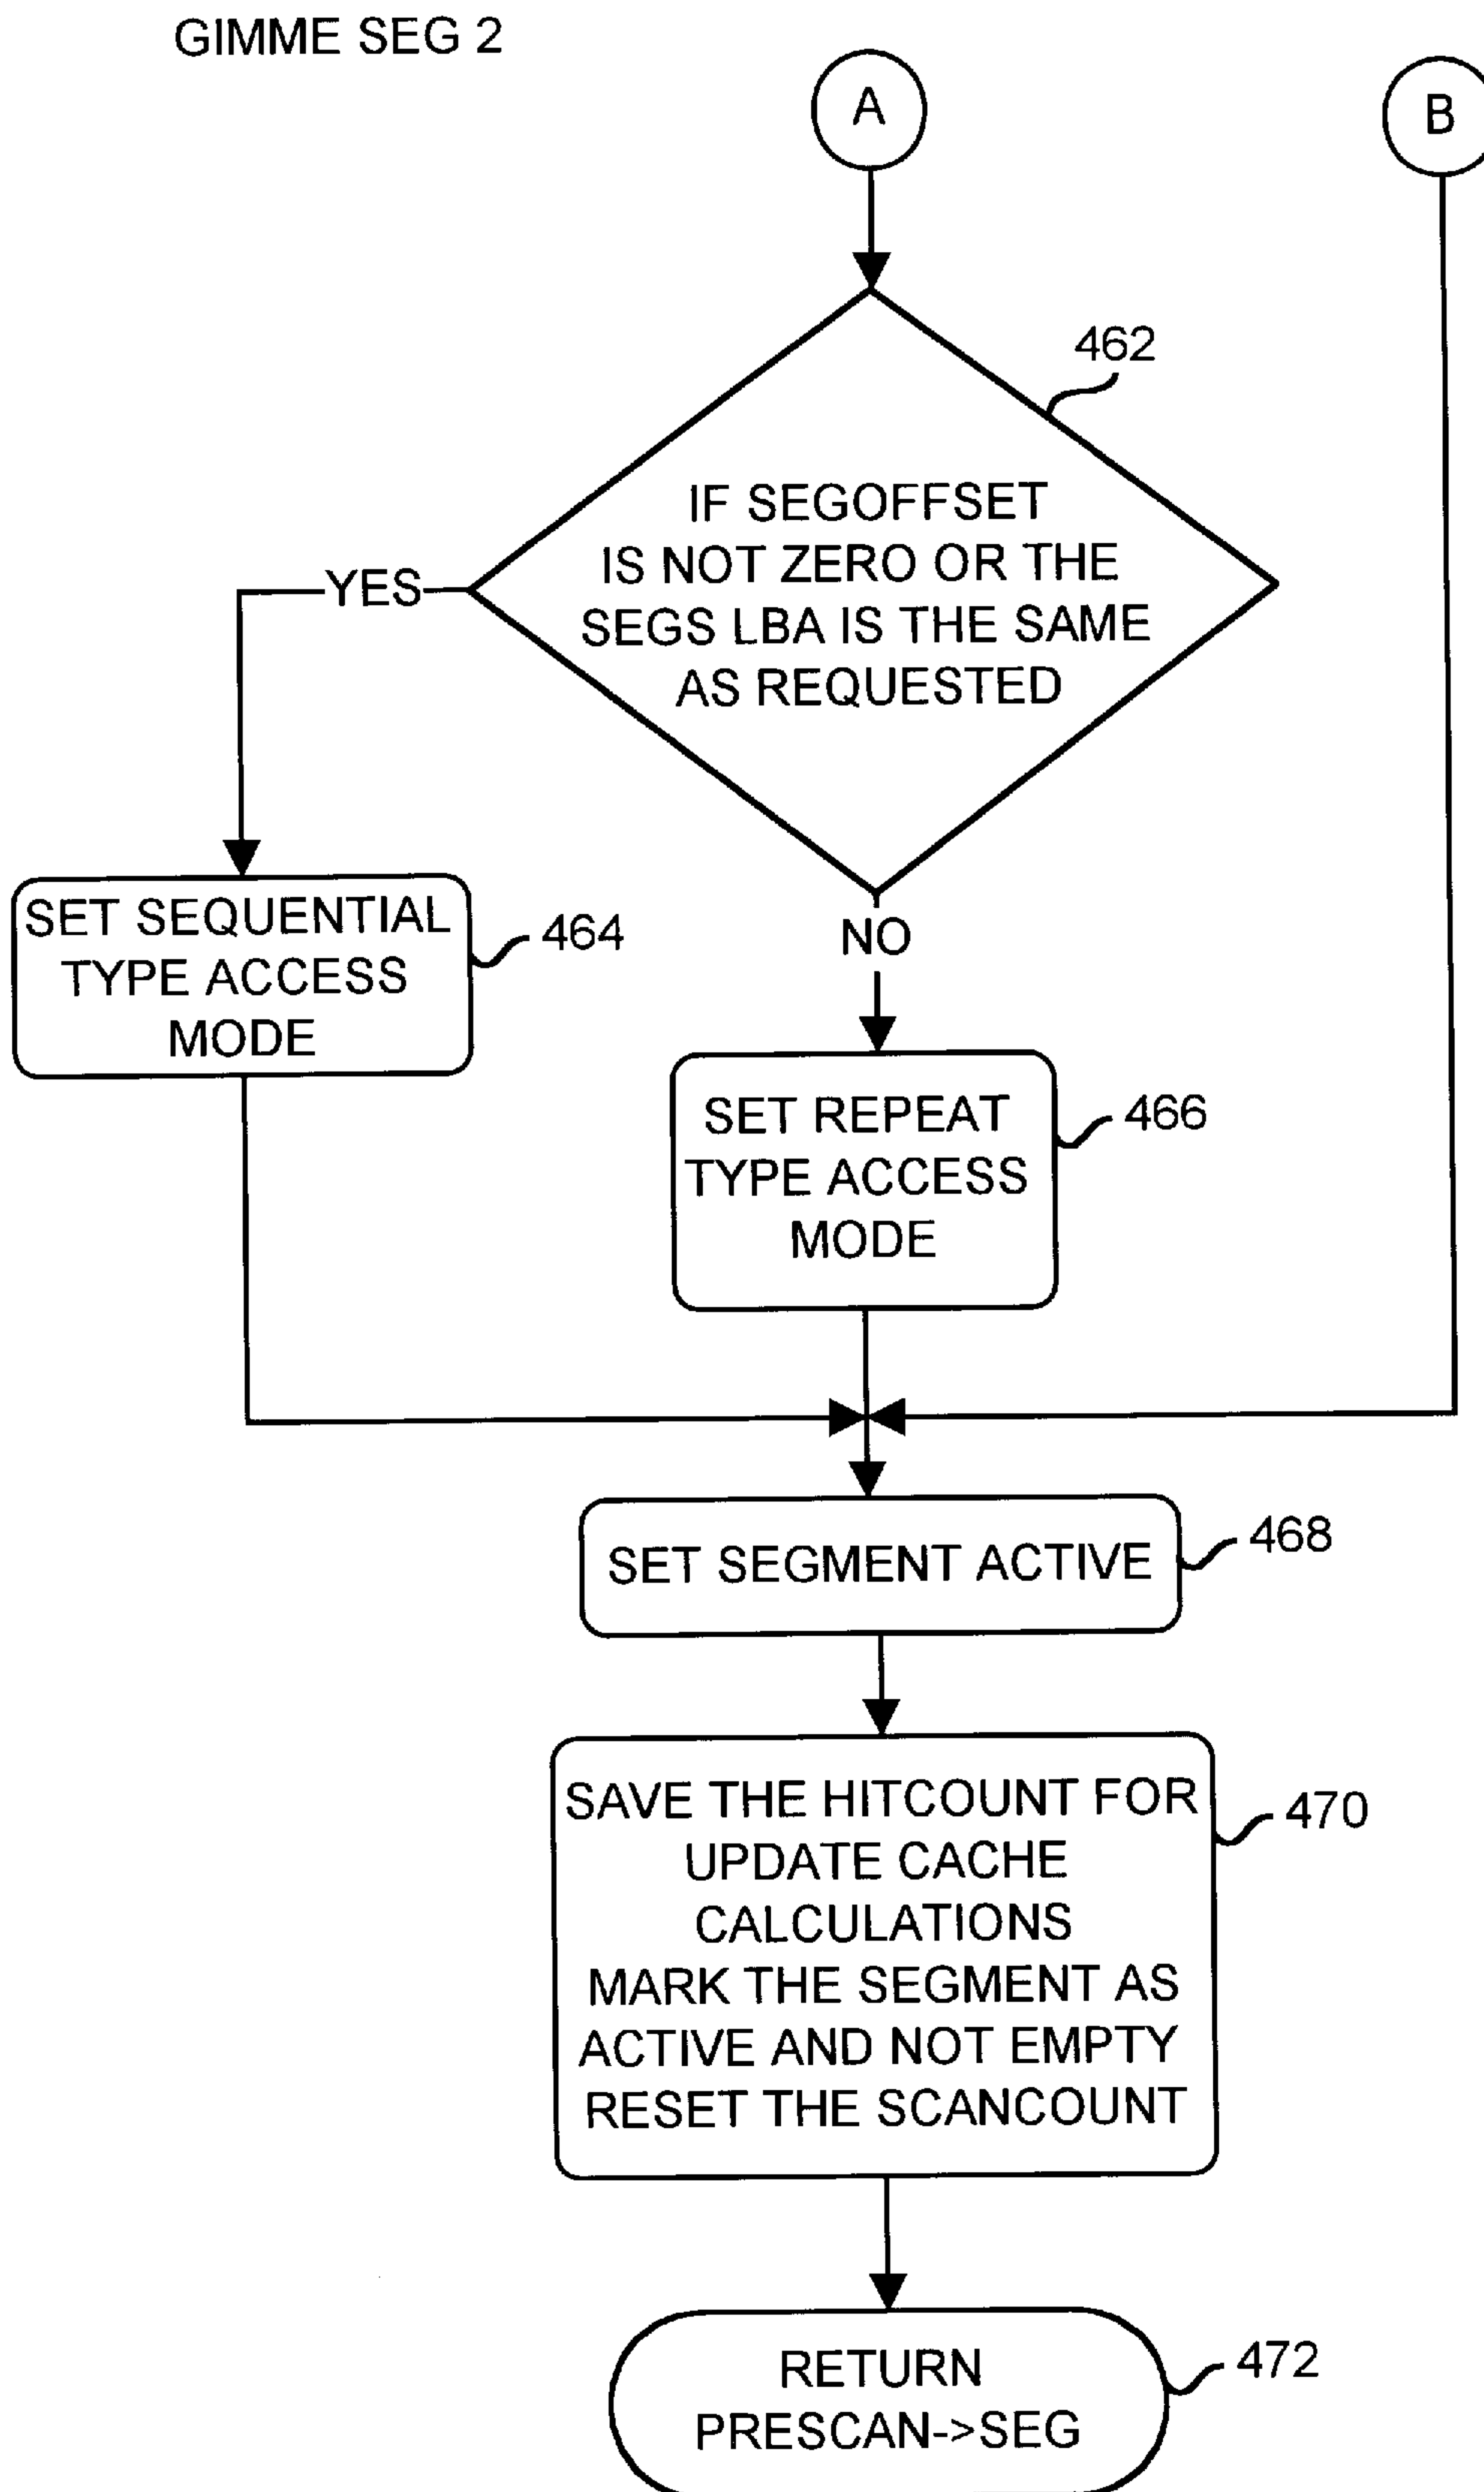 GIMME SEG 2
A
B
462
IF SEGOFFSET
IS NOT ZERO OR THE
SEGS LBA IS THE SAME
AS REQUESTED
YES
NO
SET SEQUENTIAL
TYPE ACCESS
MODE
464
SET REPEAT
TYPE ACCESS
MODE
466
SET SEGMENT ACTIVE
468
SAVE THE HITCOUNT FOR
UPDATE CACHE
CALCULATIONS
MARK THE SEGMENT AS
ACTIVE AND NOT EMPTY
RESET THE SCANCOUNT
470
RETURN
PRESCAN->SEG
472